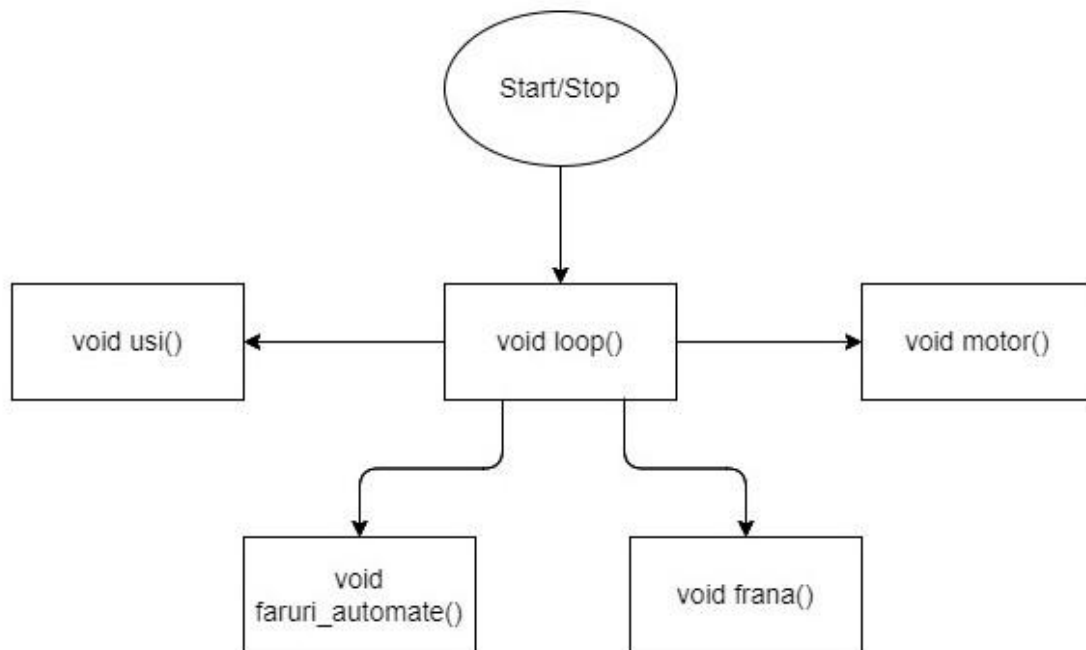 Start/Stop
void usi()
void loop()
void motor()
void
faruri_automate()
void frana()